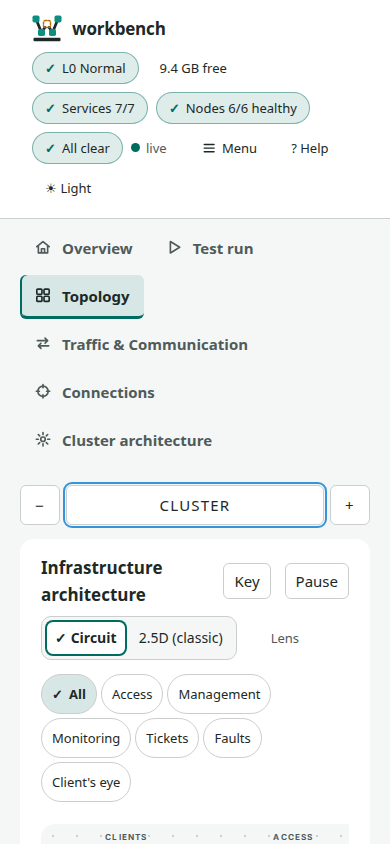 workbench
✓ L0 Normal 9.4 GB free
✓ Services 7/7 ✓ Nodes 6/6 healthy
✓ All clear live Menu ? Help
Light
Overview Test run
Topology
Traffic & Communication
Connections
Cluster architecture
− CLUSTER +
Infrastructure
architecture
Key Pause
✓ Circuit 2.5D (classic) Lens
✓ All Access Management
Monitoring Tickets Faults
Client's eye
CLIENTS ACCESS